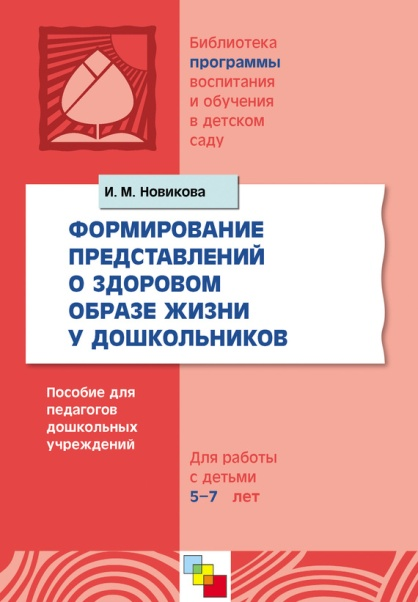 Библиотека
программы
воспитания
и обучения
в детском
саду
И. М. Новикова
ФОРМИРОВАНИЕ
ПРЕДСТАВЛЕНИЙ
О ЗДОРОВОМ
ОБРАЗЕ ЖИЗНИ
У ДОШКОЛЬНИКОВ
Пособие для
педагогов
дошкольных
учреждений
Для работы
с детьми
5–7 лет